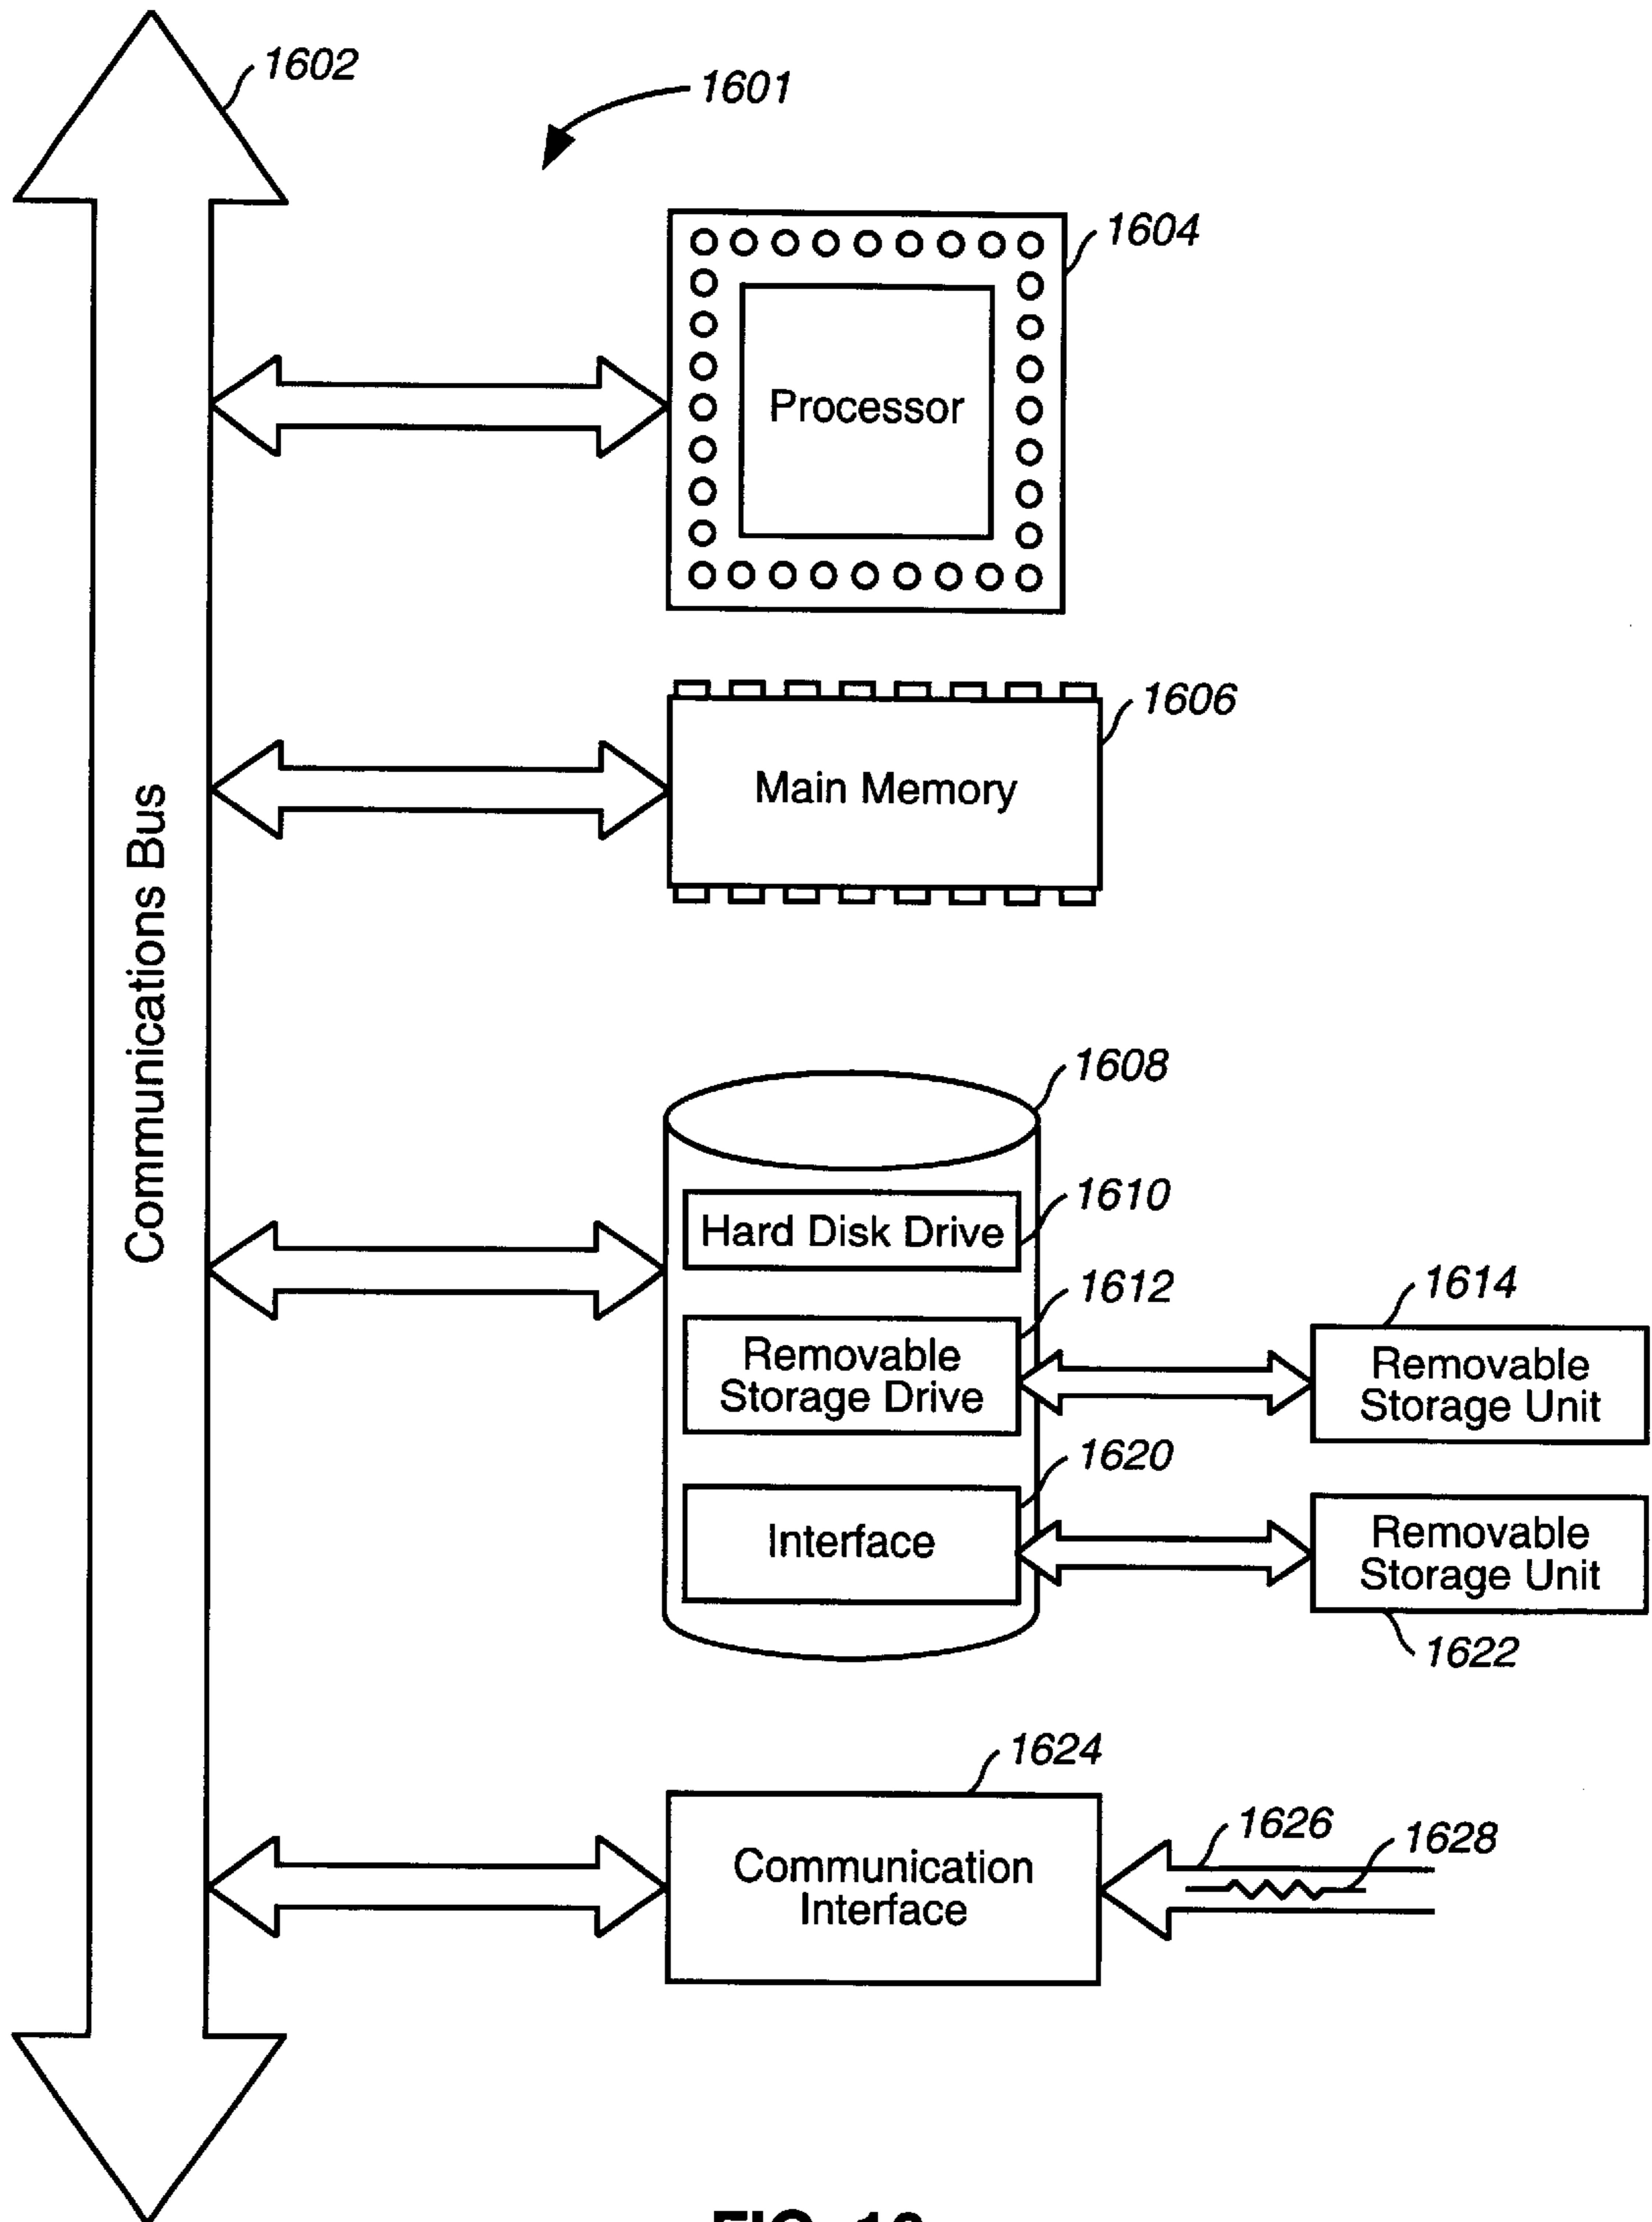 1602
1601
1604
Processor
1606
Main Memory
Communications Bus
1608
1610
Hard Disk Drive
1612
1614
Removable
Storage Drive
Removable
Storage Unit
1620
Interface
Removable
Storage Unit
1622
1624
Communication
Interface
1626
1628
FIG.